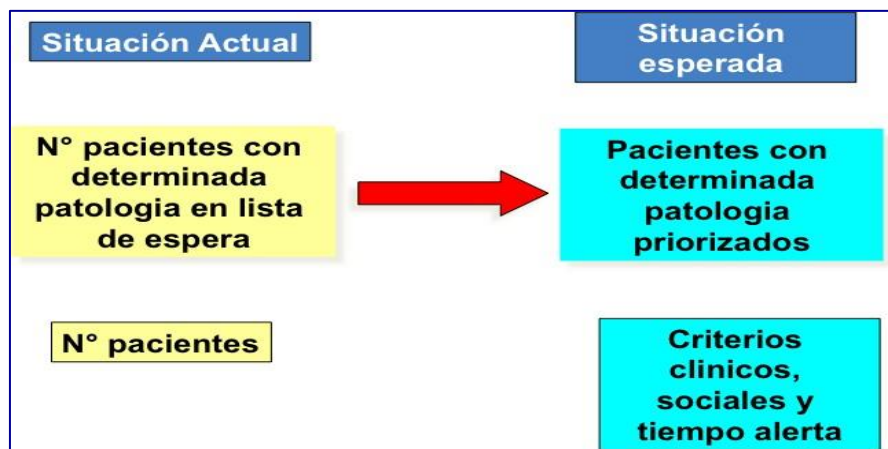 Situación Actual
Situación
esperada
N° pacientes con
determinada
patologia en lista
de espera
Pacientes con
determinada
patologia
priorizados
N° pacientes
Criterios
clinicos,
sociales y
tiempo alerta